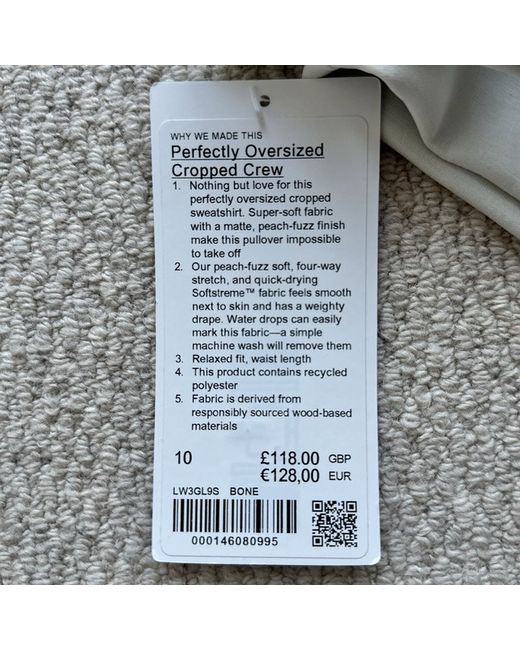 WHY WE MADE THIS
Perfectly Oversized
Cropped Crew
1. Nothing but love for this
perfectly oversized cropped
sweatshirt. Super-soft fabric
with a matte, peach-fuzz finish
make this pullover impossible
to take off
2. Our peach-fuzz soft, four-way
stretch, and quick-drying
Softstreme™ fabric feels smooth
next to skin and has a weighty
drape. Water drops can easily
mark this fabric—a simple
machine wash will remove them
3. Relaxed fit, waist length
4. This product contains recycled
polyester
5. Fabric is derived from
responsibly sourced wood-based
materials
10 £118.00 GBP
€128,00 EUR
LW3GL9S BONE
000146080995